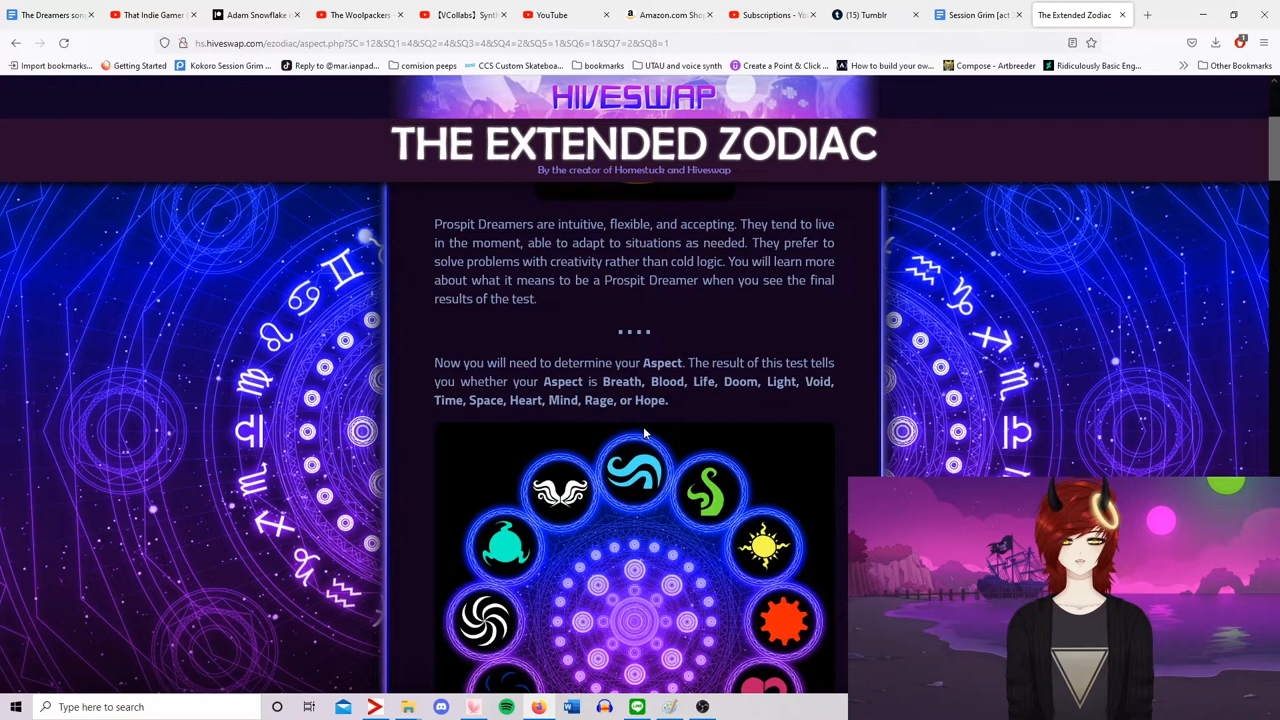 The Dreamers son
That Indie Gamer (
Adam Snowflake is
The Woolpackers -
【VCollabs】Synth
YouTube
Amazon.com Shop
Subscriptions - Yo
(15) Tumblr
Session Grim [act
The Extended Zodiac
hs.hiveswap.com/ezodiac/aspect.php?SC=12&SQ1=4&SQ2=4&SQ3=4&SQ4=2&SQ5=1&SQ6=1&SQ7=2&SQ8=1
Import bookmarks...
Getting Started
Kokoro Session Grim ...
Reply to @mar.ianpad...
comision peeps
CCS Custom Skateboa...
bookmarks
UTAU and voice synth
Create a Point & Click ...
How to build your ow...
Compose - Artbreeder
Ridiculously Basic Eng...
Other Bookmarks
HIVESWAP
THE EXTENDED ZODIAC
By the creator of Homestuck and Hiveswap
Prospit Dreamers are intuitive, flexible, and accepting. They tend to live
in the moment, able to adapt to situations as needed. They prefer to
solve problems with creativity rather than cold logic. You will learn more
about what it means to be a Prospit Dreamer when you see the final
results of the test.
Now you will need to determine your Aspect. The result of this test tells
you whether your Aspect is Breath, Blood, Life, Doom, Light, Void,
Time, Space, Heart, Mind, Rage, or Hope.
Type here to search